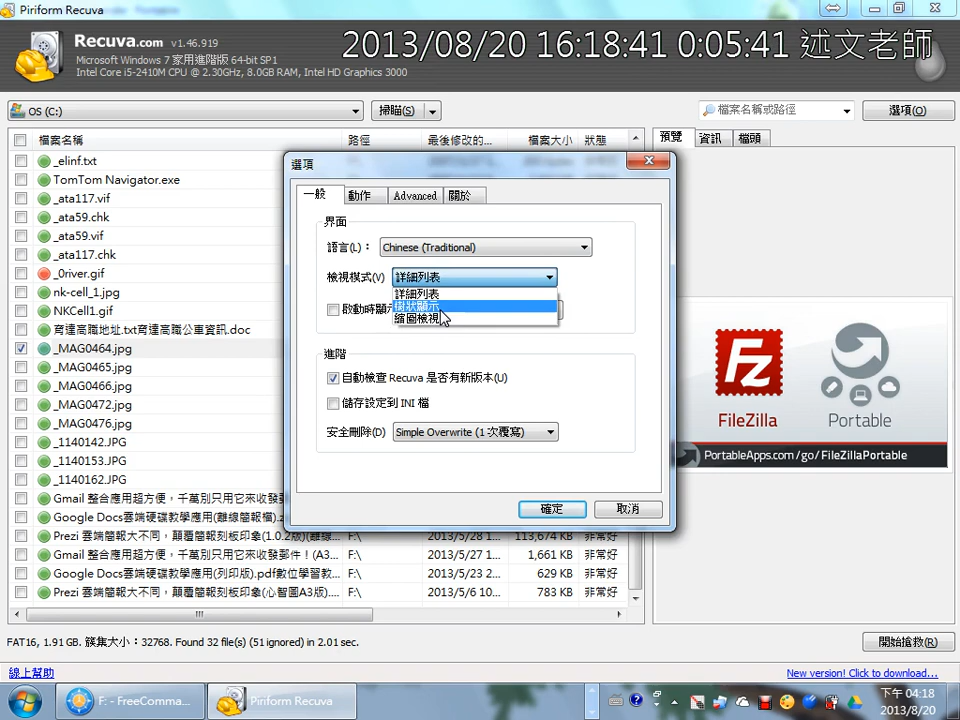 Piriform Recuva
Recuva.com v1.46.919
Microsoft Windows 7 家用進階版 64-bit SP1
Intel Core i5-2410M CPU @ 2.30GHz, 8.0GB RAM, Intel HD Graphics 3000
2013/08/20 16:18:41 0:05:41 述文老師
OS (C:)
掃瞄(S)
檔案名稱或路徑
選項(O)
檔案名稱 路徑 最後修改的... 檔案大小 狀態
預覽 資訊 檔頭
_elinf.txt
TomTom Navigator.exe
_ata117.vif
_ata59.chk
_ata59.vif
_ata117.chk
_0river.gif
nk-cell_1.jpg
NKCell1.gif
育達高職地址.txt育達高職公車資訊.doc
_MAG0464.jpg
_MAG0465.jpg
_MAG0466.jpg
_MAG0472.jpg
_MAG0476.jpg
_1140142.JPG
_1140153.JPG
_1140162.JPG
Gmail 整合應用超方便，千萬別只用它來收發郵
Google Docs雲端硬碟教學應用(離線簡報檔).z
Prezi 雲端簡報大不同，顛覆簡報刻板印象(1.0.2版)(離線... F:\ 2013/5/28 1... 113,674 KB 非常好
Gmail 整合應用超方便，千萬別只用它來收發郵件！(A3... F:\ 2013/5/27 1... 1,661 KB 非常好
Google Docs雲端硬碟教學應用(列印版).pdf數位學習教... F:\ 2013/5/23 2... 629 KB 非常好
Prezi 雲端簡報大不同，顛覆簡報刻板印象(心智圖A3版).... F:\ 2013/5/6 10... 783 KB 非常好
選項
一般 動作 Advanced 關於
界面
語言(L)： Chinese (Traditional)
檢視模式(V) 詳細列表
詳細列表
樹狀顯示
縮圖檢視
啟動時顯示
進階
自動檢查 Recuva 是否有新版本(U)
儲存設定到 INI 檔
安全刪除(D) Simple Overwrite (1 次覆寫)
確定 取消
FileZilla Portable
PortableApps.com/go/FileZillaPortable
FAT16, 1.91 GB. 簇集大小：32768. Found 32 file(s) (51 ignored) in 2.01 sec.
開始搶救(R)
線上幫助
New version! Click to download...
F: - FreeComma...
Piriform Recuva
下午 04:18
2013/8/20